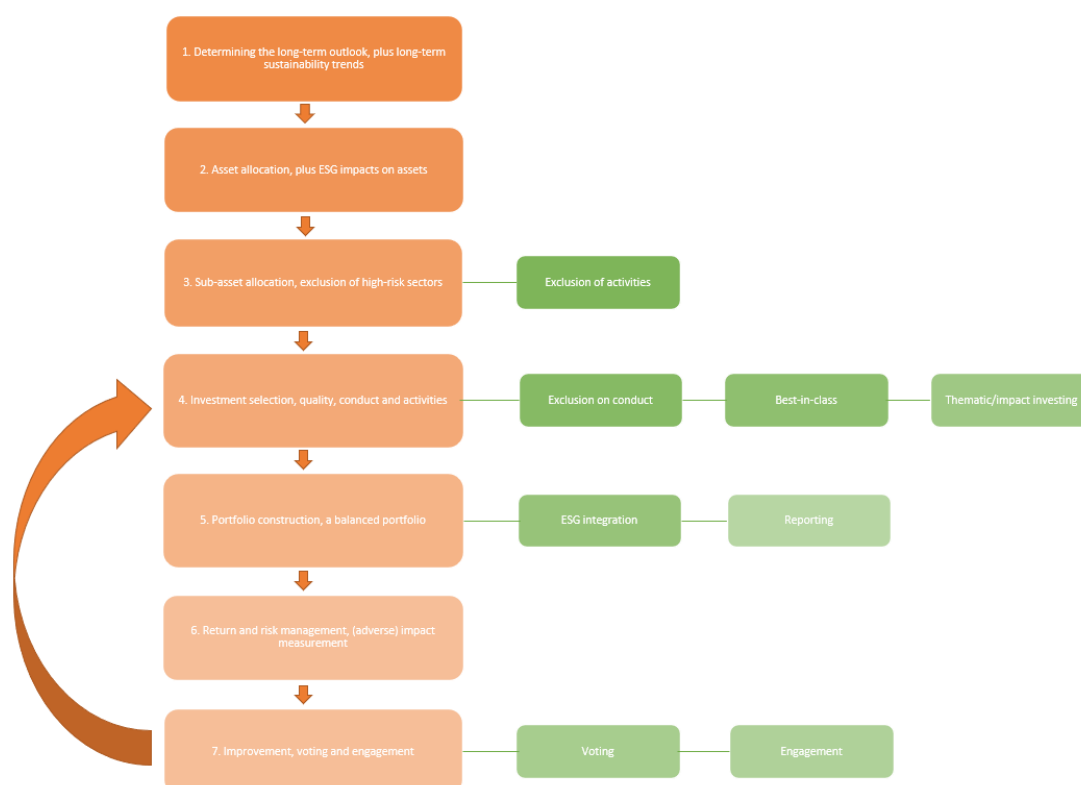 1. Determining the long-term outlook, plus long-term
sustainability trends
2. Asset allocation, plus ESG impacts on assets
3. Sub-asset allocation, exclusion of high-risk sectors
Exclusion of activities
4. Investment selection, quality, conduct and activities
Exclusion on conduct
Best-in-class
Thematic/impact investing
5. Portfolio construction, a balanced portfolio
ESG integration
Reporting
6. Return and risk management, (adverse) impact
measurement
7. Improvement, voting and engagement
Voting
Engagement